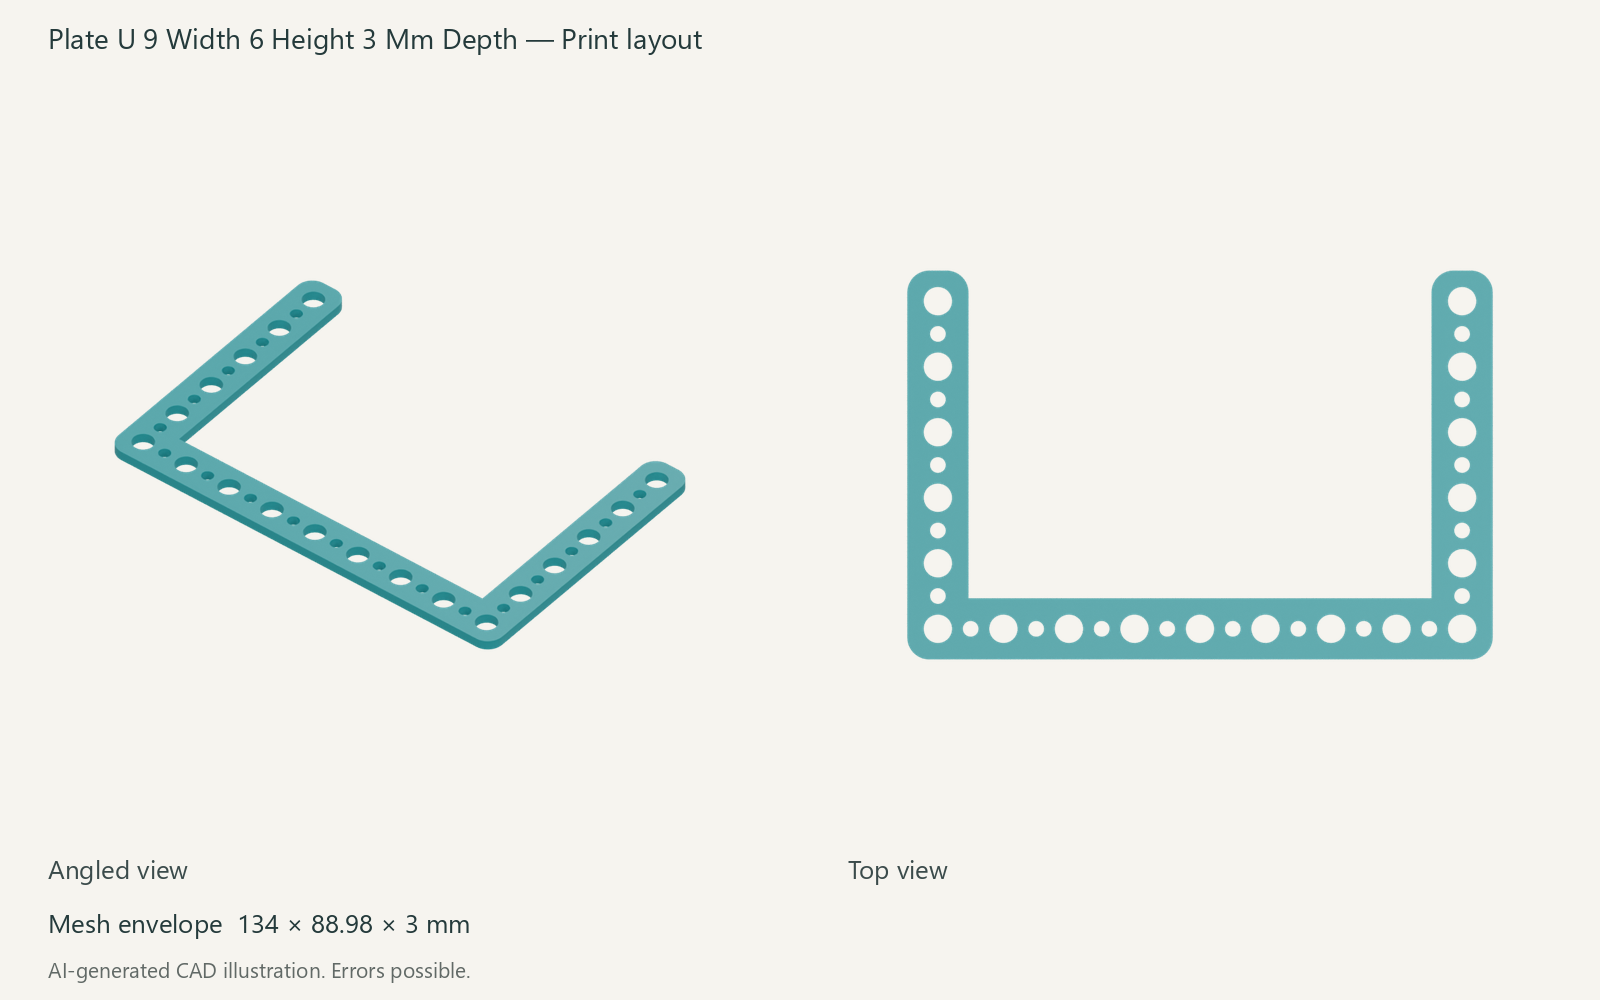 Plate U 9 Width 6 Height 3 Mm Depth — Print layout
Angled view
Top view
Mesh envelope 134 × 88.98 × 3 mm
AI-generated CAD illustration. Errors possible.